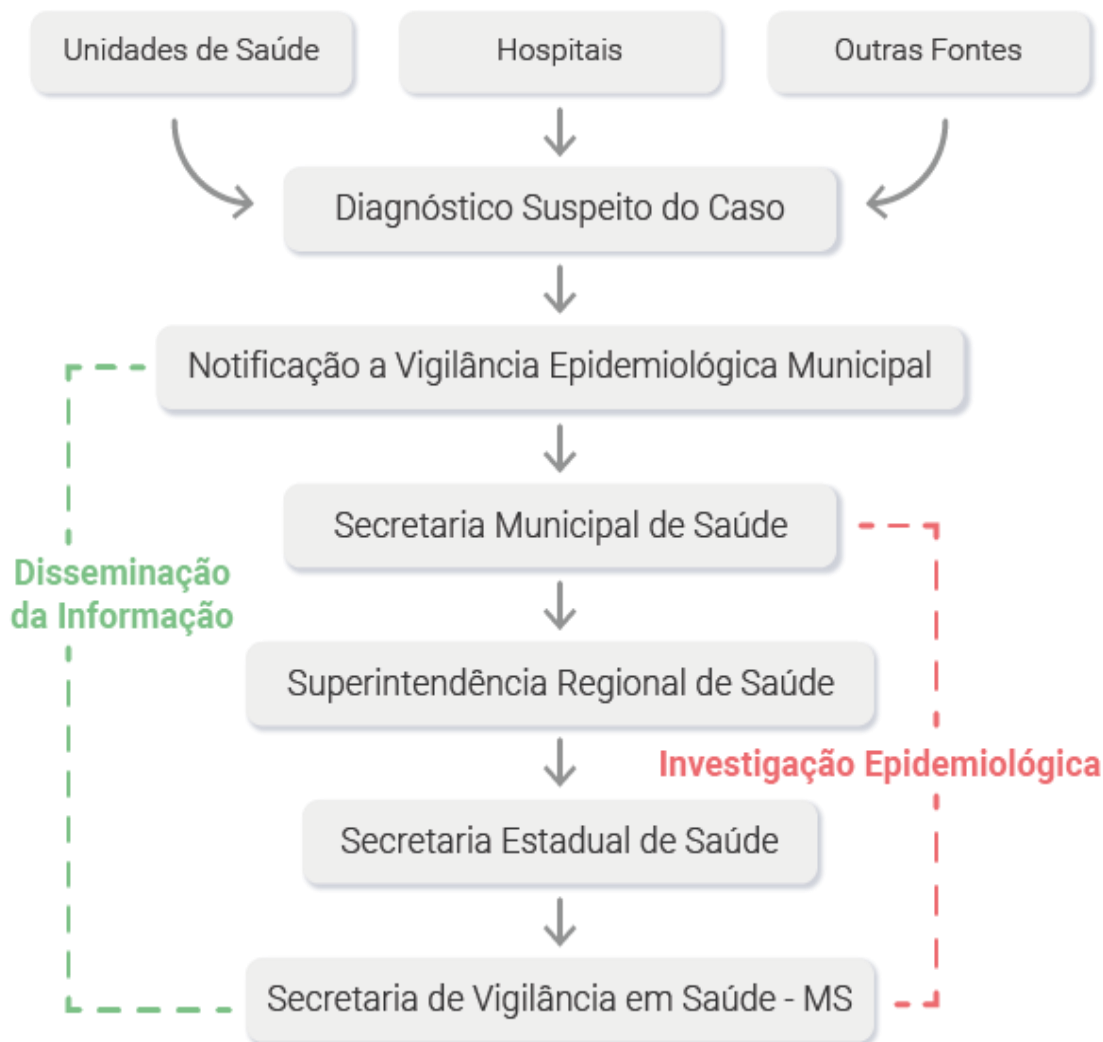 Unidades de Saúde
Hospitais
Outras Fontes
Diagnóstico Suspeito do Caso
Notificação a Vigilância Epidemiológica Municipal
Secretaria Municipal de Saúde
Disseminação
da Informação
Superintendência Regional de Saúde
Investigação Epidemiológica
Secretaria Estadual de Saúde
Secretaria de Vigilância em Saúde - MS